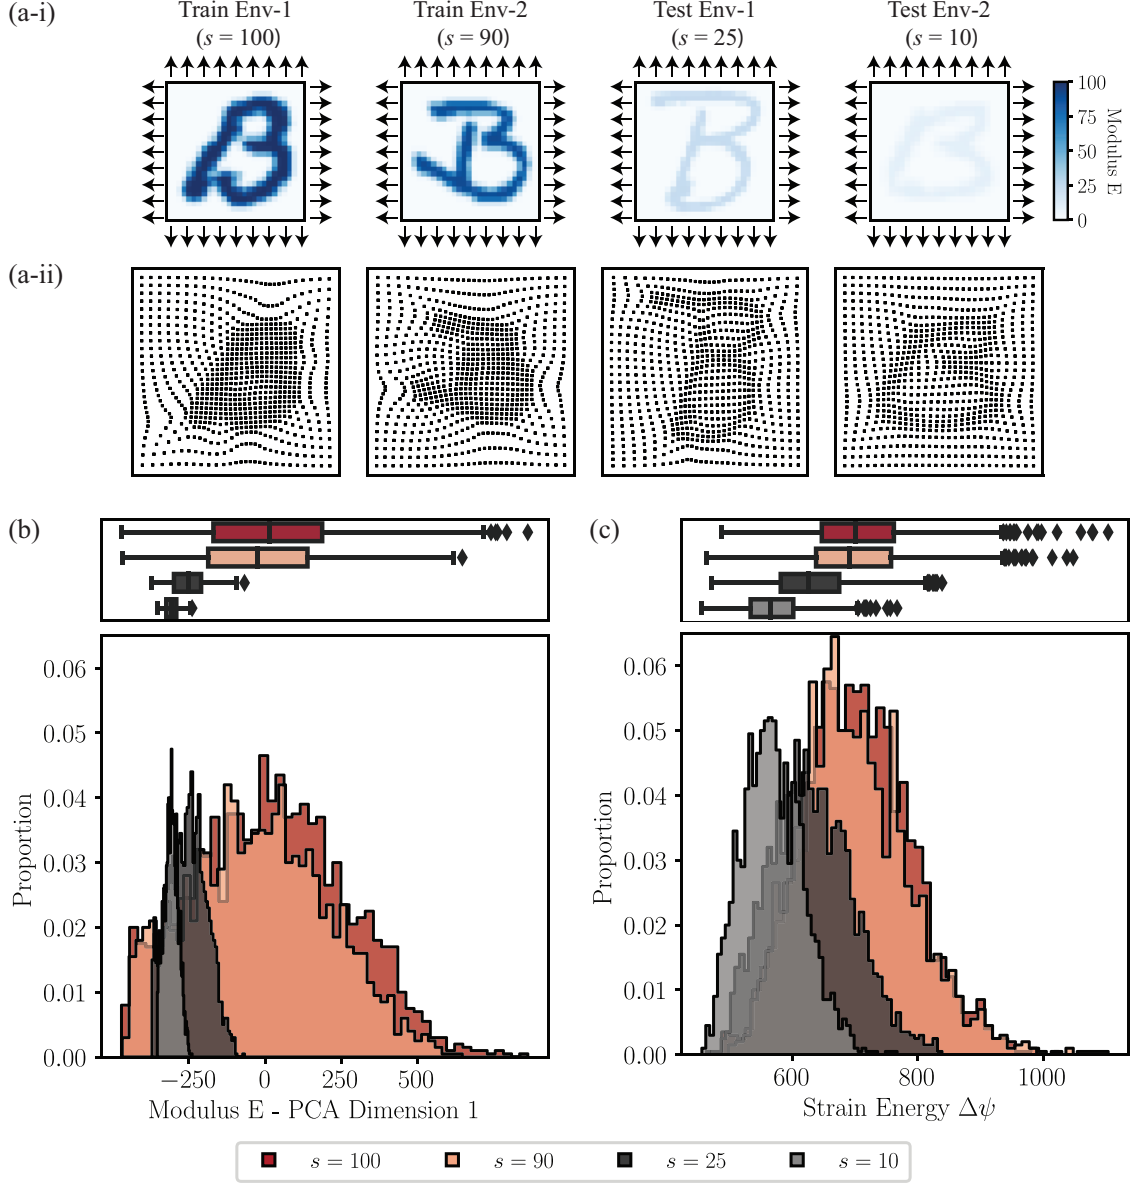 (a-i)
Train Env-1 Train Env-2 Test Env-1 Test Env-2
(s = 100) (s = 90) (s = 25) (s = 10)
B B B B
100
75
50
25
0
Modulus E
(a-ii)
(b)
0.06
0.05
0.04
0.03
0.02
0.01
0.00
Proportion
−250 0 250 500
Modulus E - PCA Dimension 1
(c)
0.06
0.05
0.04
0.03
0.02
0.01
0.00
Proportion
600 800 1000
Strain Energy Δψ
s = 100 s = 90 s = 25 s = 10